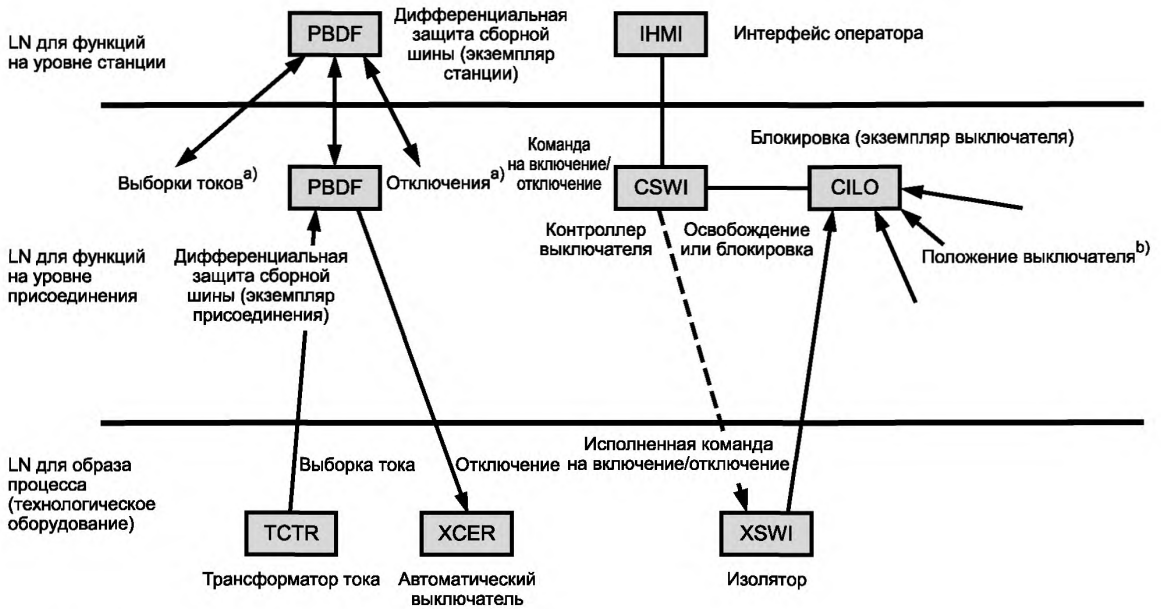 LN для функций
на уровне станции
PBDF
Дифференциальная
защита сборной
шины (экземпляр
станции)
IHMI
Интерфейс оператора
Выборки токов a)
PBDF
Отключения a)
Команда
на включение/
отключение
CSWI
Блокировка (экземпляр выключателя)
CILO
LN для функций
на уровне
присоединения
Дифференциальная
защита сборной
шины (экземпляр
присоединения)
Контроллер
выключателя
Освобождение
или блокировка
Положение выключателя b)
LN для образа
процесса
(технологическое
оборудование)
Выборка тока
Отключение
Исполненная команда
на включение/отключение
TCTR
XCER
XSWI
Трансформатор тока
Автоматический
выключатель
Изолятор